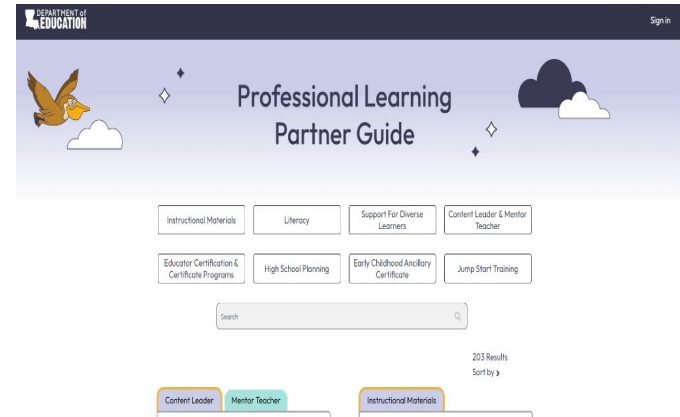 DEPARTMENT of
EDUCATION
Sign in
Professional Learning
Partner Guide
Instructional Materials
Literacy
Support For Diverse
Learners
Content Leader & Mentor
Teacher
Educator Certification &
Certificate Programs
High School Planning
Early Childhood Ancillary
Certificate
Jump Start Training
Search
203 Results
Sort by
Content Leader
Mentor Teacher
Instructional Materials